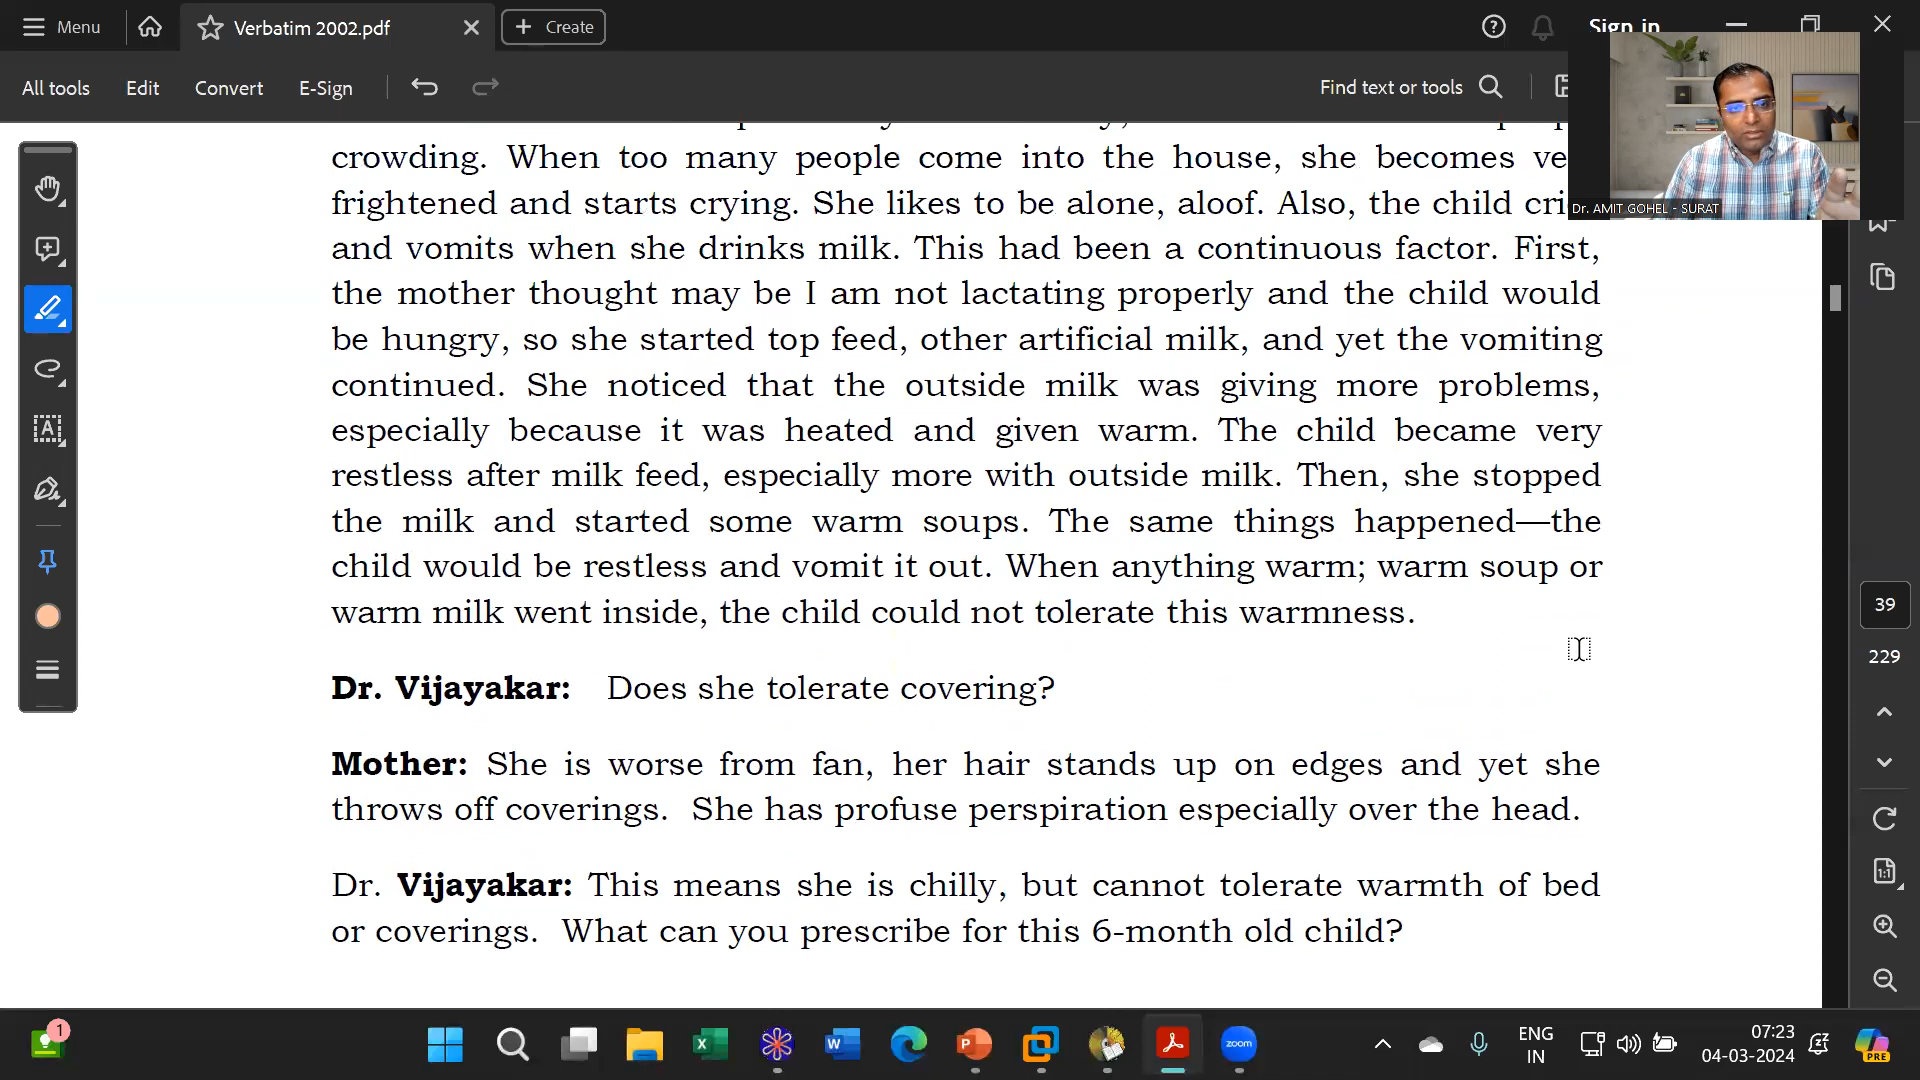 Menu
Verbatim 2002.pdf
Create
Sign in
All tools
Edit
Convert
E-Sign
Find text or tools
Dr. AMIT GOHEL - SURAT
crowding. When too many people come into the house, she becomes
frightened and starts crying. She likes to be alone, aloof. Also, the child
and vomits when she drinks milk. This had been a continuous factor. First,
the mother thought may be I am not lactating properly and the child would
be hungry, so she started top feed, other artificial milk, and yet the vomiting
continued. She noticed that the outside milk was giving more problems,
especially because it was heated and given warm. The child became very
restless after milk feed, especially more with outside milk. Then, she stopped
the milk and started some warm soups. The same things happened—the
child would be restless and vomit it out. When anything warm; warm soup or
warm milk went inside, the child could not tolerate this warmness.
Dr. Vijayakar: Does she tolerate covering?
Mother: She is worse from fan, her hair stands up on edges and yet she
throws off coverings. She has profuse perspiration especially over the head.
Dr. Vijayakar: This means she is chilly, but cannot tolerate warmth of bed
or coverings. What can you prescribe for this 6-month old child?
39
229
1:1
1
zoom
ENG
IN
07:23
04-03-2024
PRE